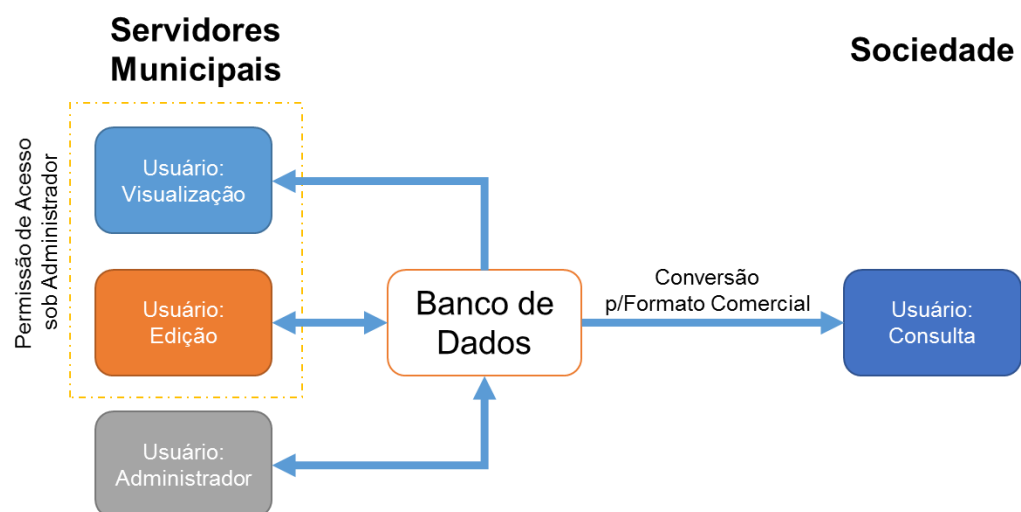 Servidores
Municipais
Sociedade
Permissão de Acesso
sob Administrador
Usuário:
Visualização
Usuário:
Edição
Usuário:
Administrador
Banco de
Dados
Conversão
p/Formato Comercial
Usuário:
Consulta